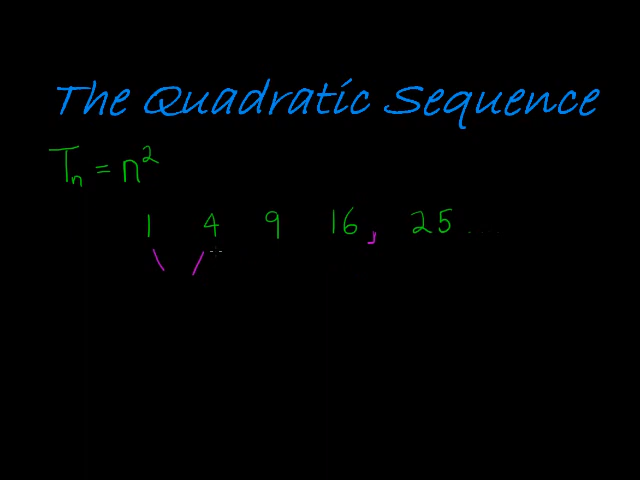 The Quadratic Sequence
Tₙ = n²
1 4 9 16, 25 ....